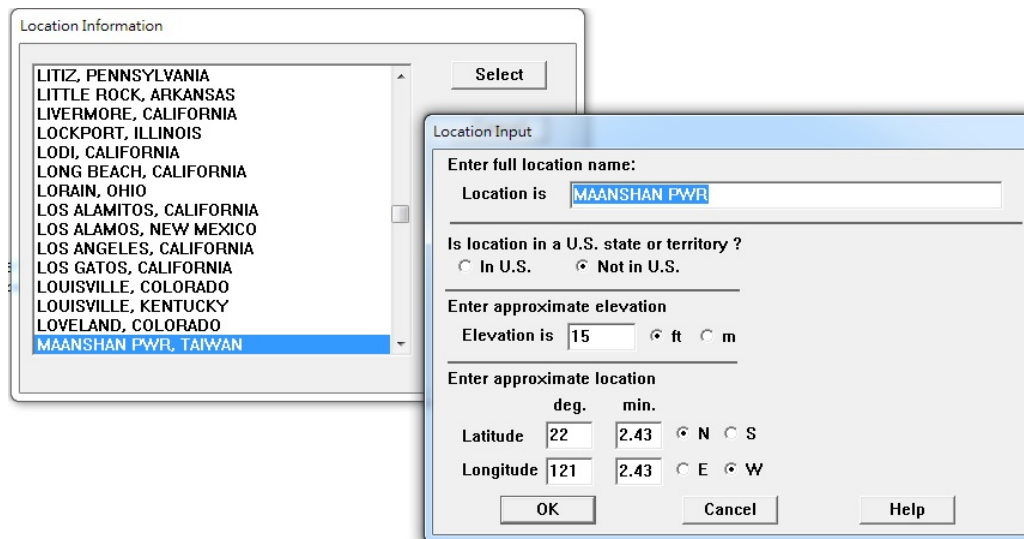 Location Information
LITIZ, PENNSYLVANIA
LITTLE ROCK, ARKANSAS
LIVERMORE, CALIFORNIA
LOCKPORT, ILLINOIS
LODI, CALIFORNIA
LONG BEACH, CALIFORNIA
LORAIN, OHIO
LOS ALAMITOS, CALIFORNIA
LOS ALAMOS, NEW MEXICO
LOS ANGELES, CALIFORNIA
LOS GATOS, CALIFORNIA
LOUISVILLE, COLORADO
LOUISVILLE, KENTUCKY
LOVELAND, COLORADO
MAANSHAN PWR, TAIWAN
Select
Location Input
Enter full location name:
Location is MAANSHAN PWR
Is location in a U.S. state or territory ?
In U.S. Not in U.S.
Enter approximate elevation
Elevation is 15 ft m
Enter approximate location
deg. min.
Latitude 22 2.43 N S
Longitude 121 2.43 E W
OK Cancel Help